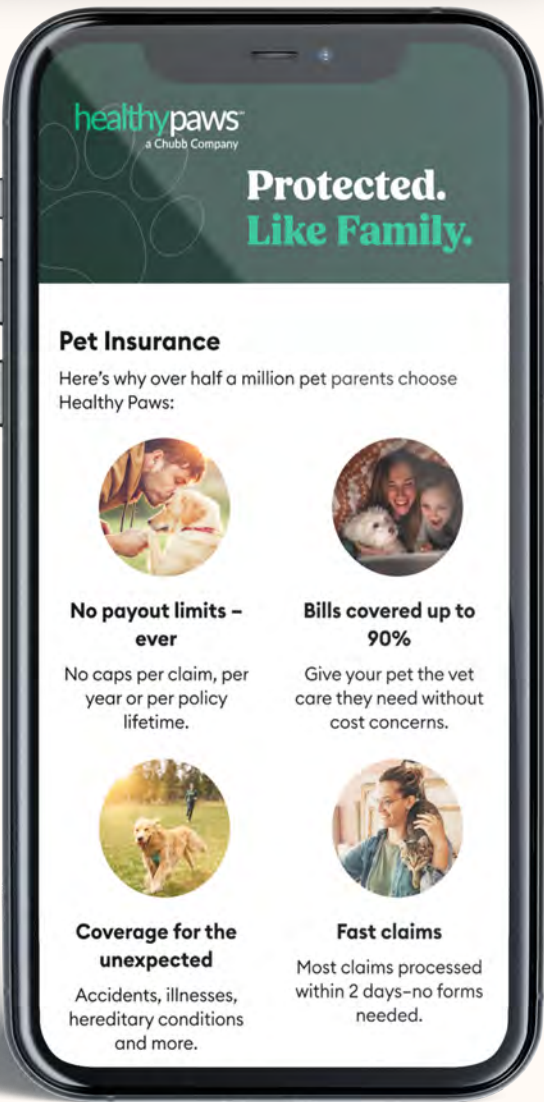 healthypaws™
a Chubb Company
Protected.
Like Family.
Pet Insurance
Here's why over half a million pet parents choose
Healthy Paws:
No payout limits –
ever
No caps per claim, per
year or per policy
lifetime.
Bills covered up to
90%
Give your pet the vet
care they need without
cost concerns.
Coverage for the
unexpected
Accidents, illnesses,
hereditary conditions
and more.
Fast claims
Most claims processed
within 2 days–no forms
needed.